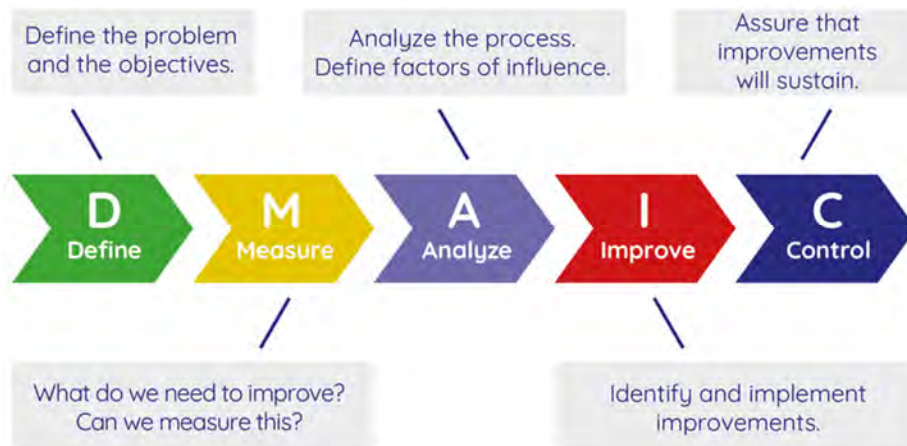 Define the problem
and the objectives.
Analyze the process.
Define factors of influence.
Assure that
improvements
will sustain.
D
Define
M
Measure
A
Analyze
I
Improve
C
Control
What do we need to improve?
Can we measure this?
Identify and implement
improvements.